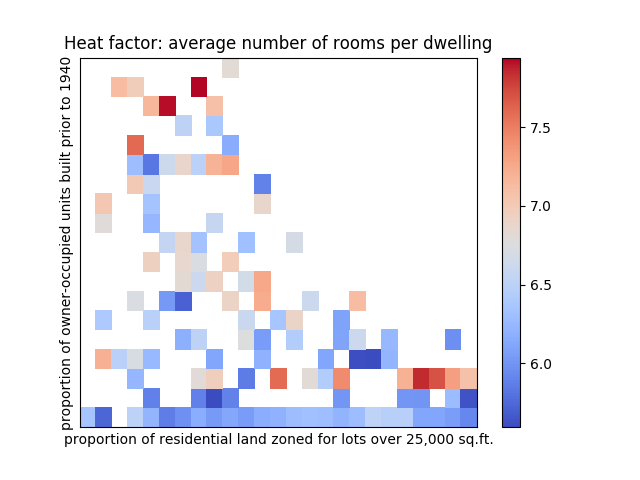 Heat factor: average number of rooms per dwelling
proportion of owner-occupied units built prior to 1940
7.5
7.0
6.5
6.0
proportion of residential land zoned for lots over 25,000 sq.ft.